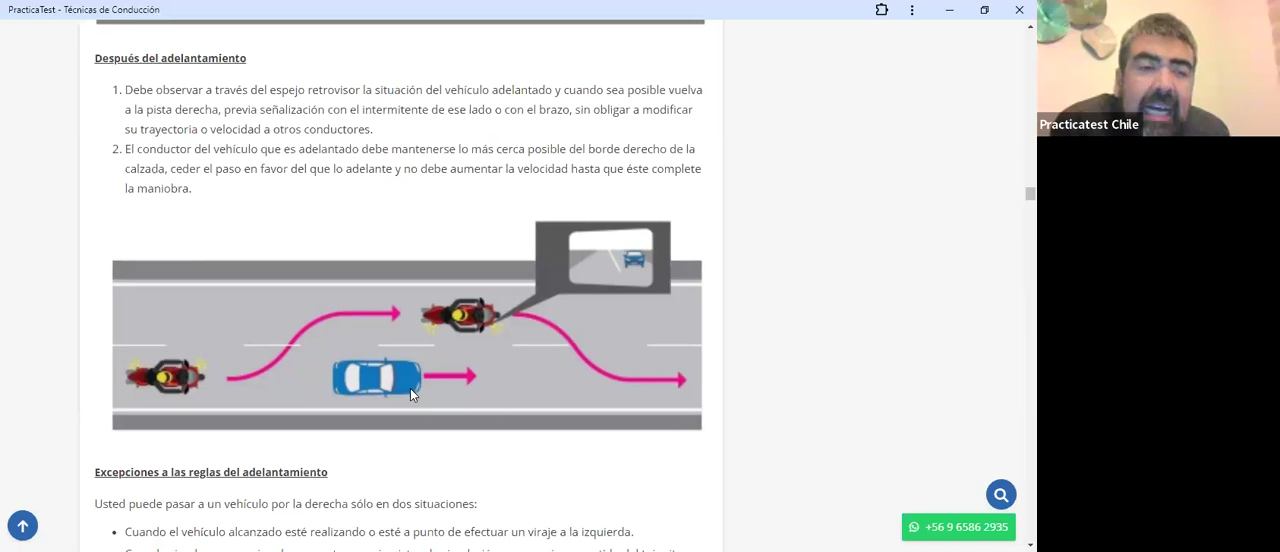 PracticaTest - Técnicas de Conducción
Después del adelantamiento
1. Debe observar a través del espejo retrovisor la situación del vehículo adelantado y cuando sea posible vuelva
a la pista derecha, previa señalización con el intermitente de ese lado o con el brazo, sin obligar a modificar
su trayectoria o velocidad a otros conductores.
2. El conductor del vehículo que es adelantado debe mantenerse lo más cerca posible del borde derecho de la
calzada, ceder el paso en favor del que lo adelante y no debe aumentar la velocidad hasta que éste complete
la maniobra.
Excepciones a las reglas del adelantamiento
Usted puede pasar a un vehículo por la derecha sólo en dos situaciones:
• Cuando el vehículo alcanzado esté realizando o esté a punto de efectuar un viraje a la izquierda.
+56 9 6586 2935
Practicatest Chile